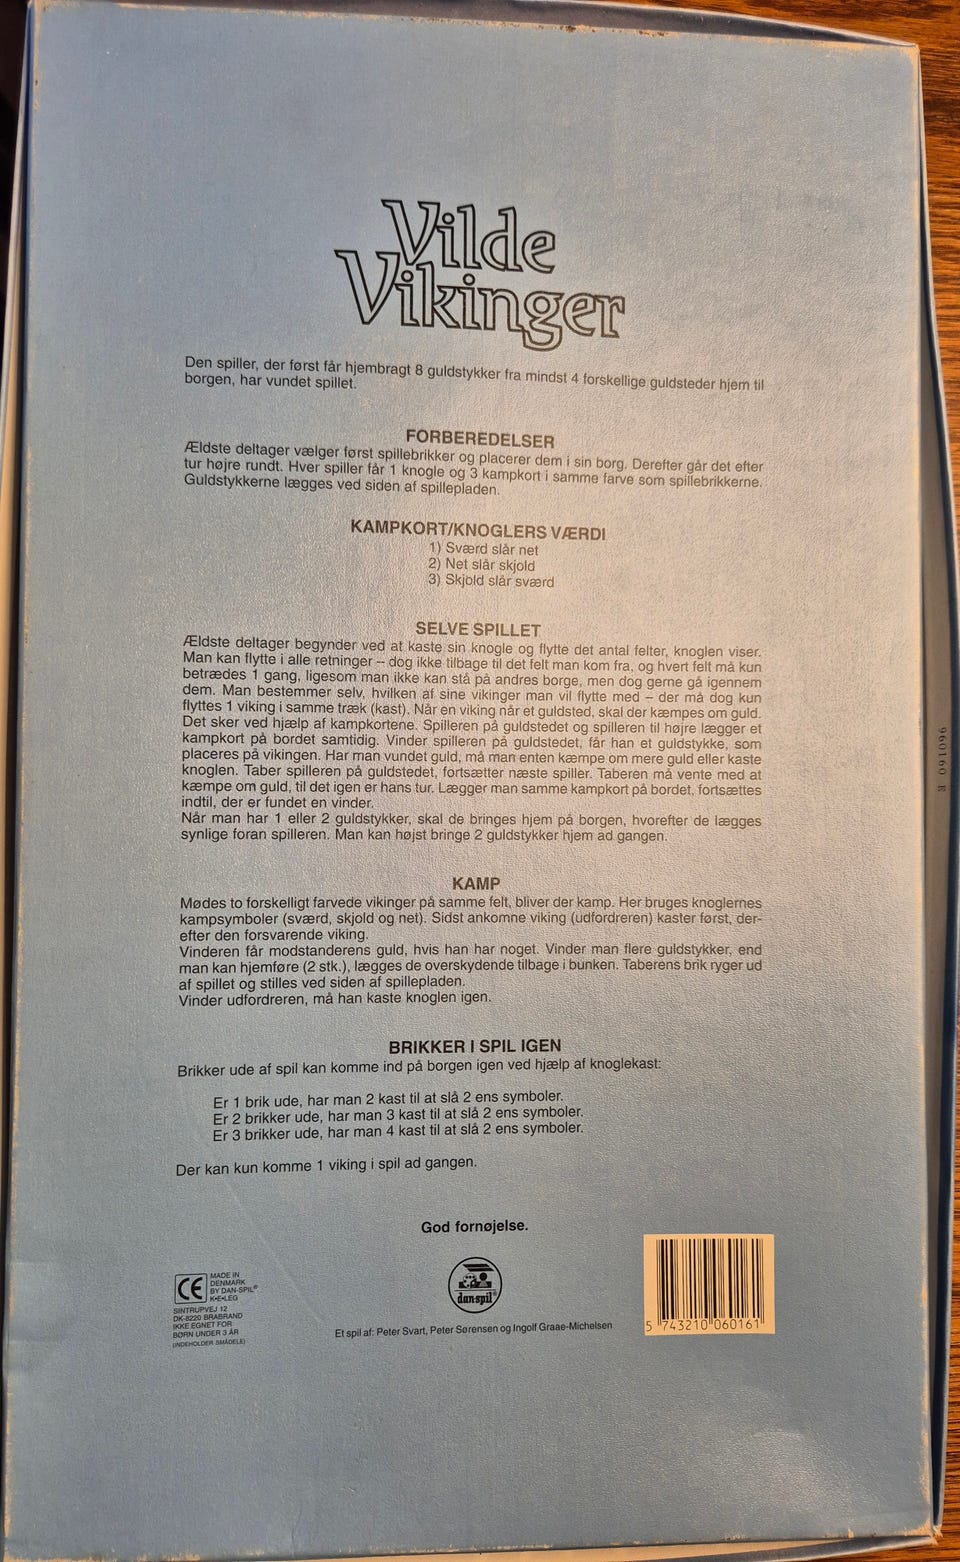 Vilde
Vikinger
Den spiller, der først får hjembragt 8 guldstykker fra mindst 4 forskellige guldsteder hjem til
borgen, har vundet spillet.
FORBEREDELSER
Ældste deltager vælger først spillebrikker og placerer dem i sin borg. Derefter går det efter
tur højre rundt. Hver spiller får 1 knogle og 3 kampkort i samme farve som spillebrikkerne.
Guldstykkerne lægges ved siden af spillepladen.
KAMPKORT/KNOGLERS VÆRDI
1) Sværd slår net
2) Net slår skjold
3) Skjold slår sværd
SELVE SPILLET
Ældste deltager begynder ved at kaste sin knogle og flytte det antal felter, knoglen viser.
Man kan flytte i alle retninger – dog ikke tilbage til det felt man kom fra, og hvert felt må kun
betrædes 1 gang, ligesom man ikke kan stå på andres borge, men dog gerne gå igennem
dem. Man bestemmer selv, hvilken af sine vikinger man vil flytte med – der må dog kun
flyttes 1 viking i samme træk (kast). Når en viking når et guldsted, skal der kæmpes om guld.
Det sker ved hjælp af kampkortene. Spilleren på guldstedet og spilleren til højre lægger et
kampkort på bordet samtidig. Vinder spilleren på guldstedet, får han et guldstykke, som
placeres på vikingen. Har man vundet guld, må man enten kæmpe om mere guld eller kaste
knoglen. Taber spilleren på guldstedet, fortsætter næste spiller. Taberen må vente med at
kæmpe om guld, til det igen er hans tur. Lægger man samme kampkort på bordet, fortsættes
indtil, der er fundet en vinder.
Når man har 1 eller 2 guldstykker, skal de bringes hjem på borgen, hvorefter de lægges
synlige foran spilleren. Man kan højst bringe 2 guldstykker hjem ad gangen.
KAMP
Mødes to forskelligt farvede vikinger på samme felt, bliver der kamp. Her bruges knoglernes
kampsymboler (sværd, skjold og net). Sidst ankomne viking (udfordreren) kaster først, der-
efter den forsvarende viking.
Vinderen får modstanderens guld, hvis han har noget. Vinder man flere guldstykker, end
man kan hjemføre (2 stk.), lægges de overskydende tilbage i bunken. Taberens brik ryger ud
af spillet og stilles ved siden af spillepladen.
Vinder udfordreren, må han kaste knoglen igen.
BRIKKER I SPIL IGEN
Brikker ude af spil kan komme ind på borgen igen ved hjælp af knoglekast:
Er 1 brik ude, har man 2 kast til at slå 2 ens symboler.
Er 2 brikker ude, har man 3 kast til at slå 2 ens symboler.
Er 3 brikker ude, har man 4 kast til at slå 2 ens symboler.
Der kan kun komme 1 viking i spil ad gangen.
God fornøjelse.
CE
MADE IN
DENMARK
BY DAN-SPIL®
K•E•LEG
SINTRUPVEJ 12
DK-8220 BRABRAND
IKKE EGNET FOR
BØRN UNDER 3 ÅR
(INDEHOLDER SMÅDELE)
dan-spil®
Et spil af: Peter Svart, Peter Sørensen og Ingolf Graae-Michelsen
5 743210 060161
960160 E